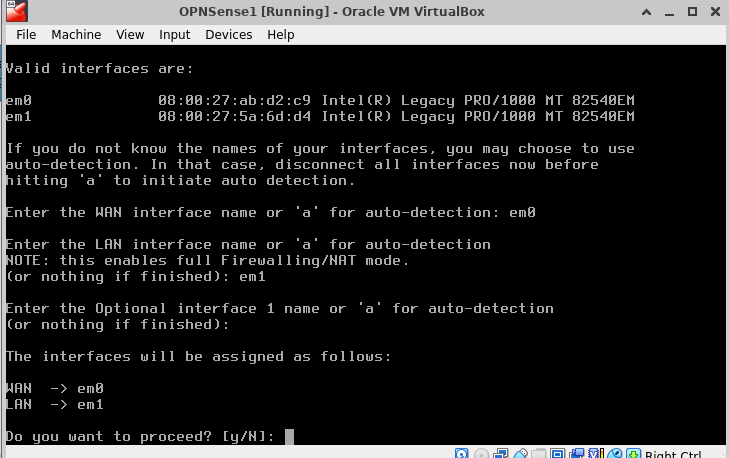 OPNSense1 [Running] - Oracle VM VirtualBox
File Machine View Input Devices Help
Valid interfaces are:
em0 08:00:27:ab:d2:c9 Intel(R) Legacy PRO/1000 MT 82540EM
em1 08:00:27:5a:6d:d4 Intel(R) Legacy PRO/1000 MT 82540EM
If you do not know the names of your interfaces, you may choose to use
auto-detection. In that case, disconnect all interfaces now before
hitting 'a' to initiate auto detection.
Enter the WAN interface name or 'a' for auto-detection: em0
Enter the LAN interface name or 'a' for auto-detection
NOTE: this enables full Firewalling/NAT mode.
(or nothing if finished): em1
Enter the Optional interface 1 name or 'a' for auto-detection
(or nothing if finished):
The interfaces will be assigned as follows:
WAN -> em0
LAN -> em1
Do you want to proceed? [y/N]:
Right Ctrl